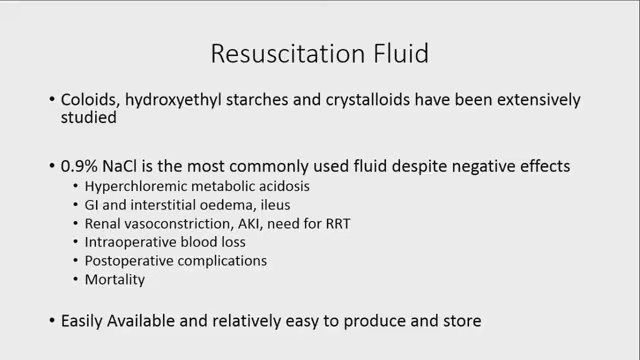 Resuscitation Fluid
• Coloids, hydroxyethyl starches and crystalloids have been extensively
studied
• 0.9% NaCl is the most commonly used fluid despite negative effects
• Hyperchloremic metabolic acidosis
• GI and interstitial oedema, ileus
• Renal vasoconstriction, AKI, need for RRT
• Intraoperative blood loss
• Postoperative complications
• Mortality
• Easily Available and relatively easy to produce and store